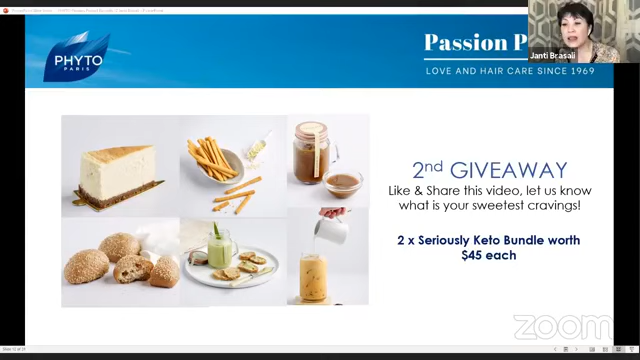 PHYTO
PARIS
Passion P
LOVE AND HAIR CARE SINCE 1969
Janti Brasali
2nd GIVEAWAY
Like & Share this video, let us know
what is your sweetest cravings!
2 x Seriously Keto Bundle worth
$45 each
zoom